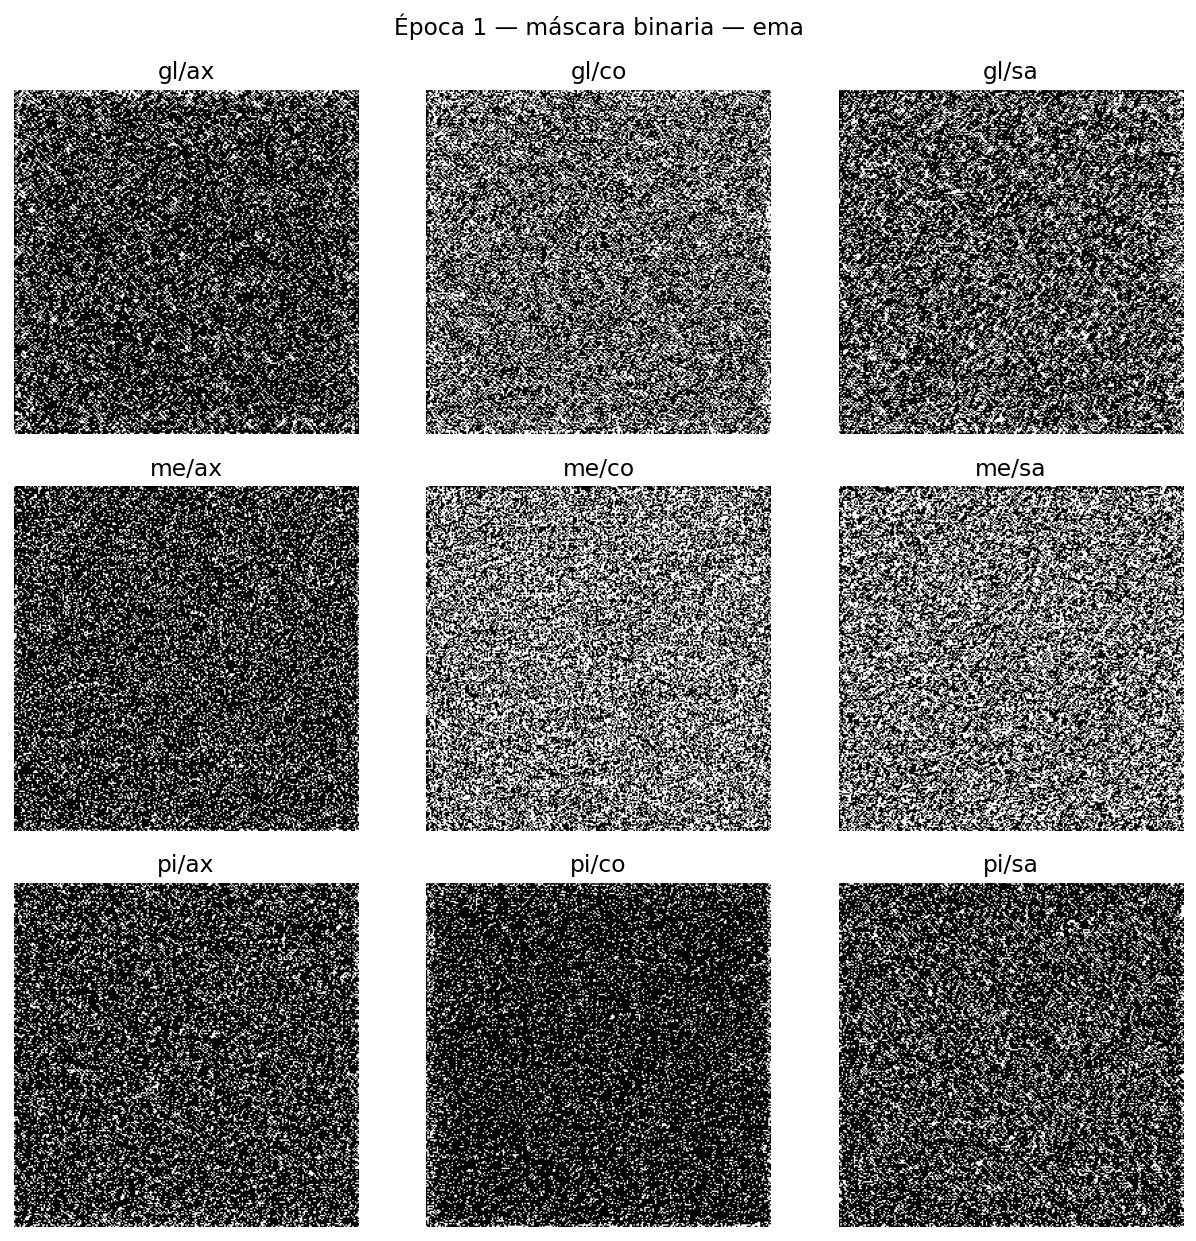 Época 1 — máscara binaria — ema
gl/ax gl/co gl/sa
me/ax me/co me/sa
pi/ax pi/co pi/sa